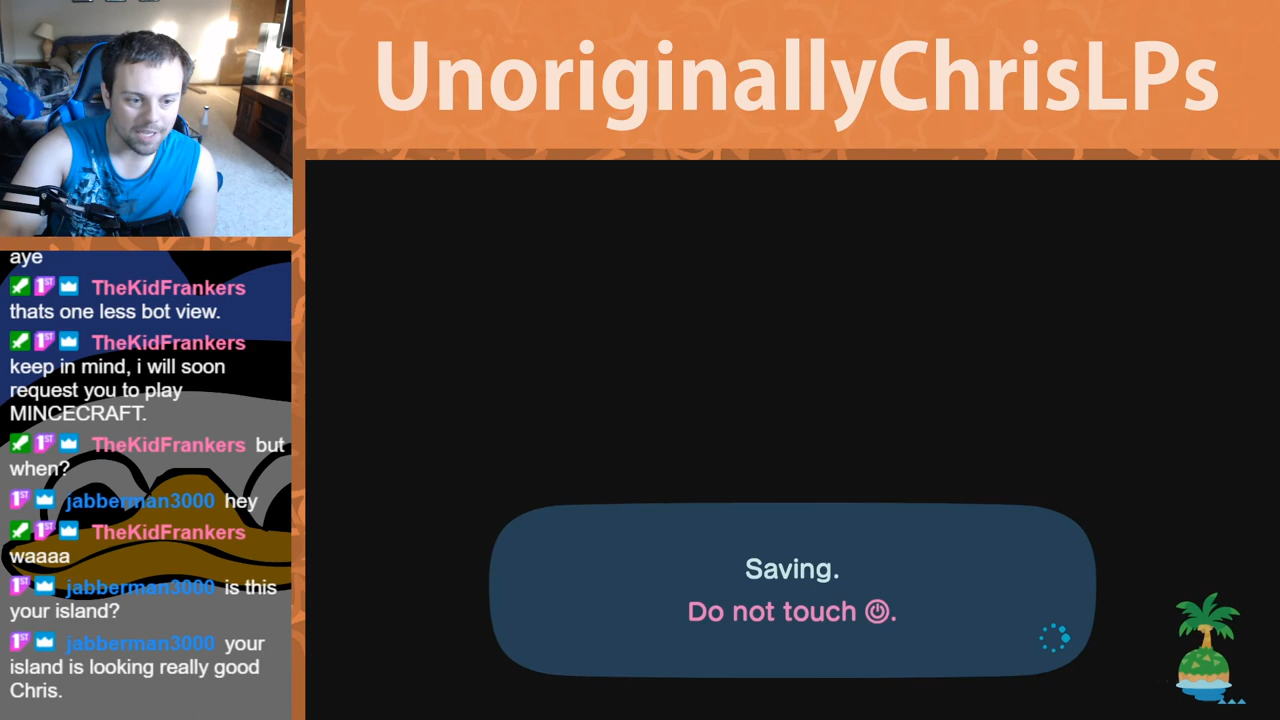 UnoriginallyChrisLPs
aye
TheKidFrankers
thats one less bot view.
TheKidFrankers
keep in mind, i will soon
request you to play
MINCECRAFT.
TheKidFrankers but
when?
jabberman3000 hey
TheKidFrankers
waaaa
jabberman3000 is this
your island?
jabberman3000 your
island is looking really good
Chris.
Saving.
Do not touch .